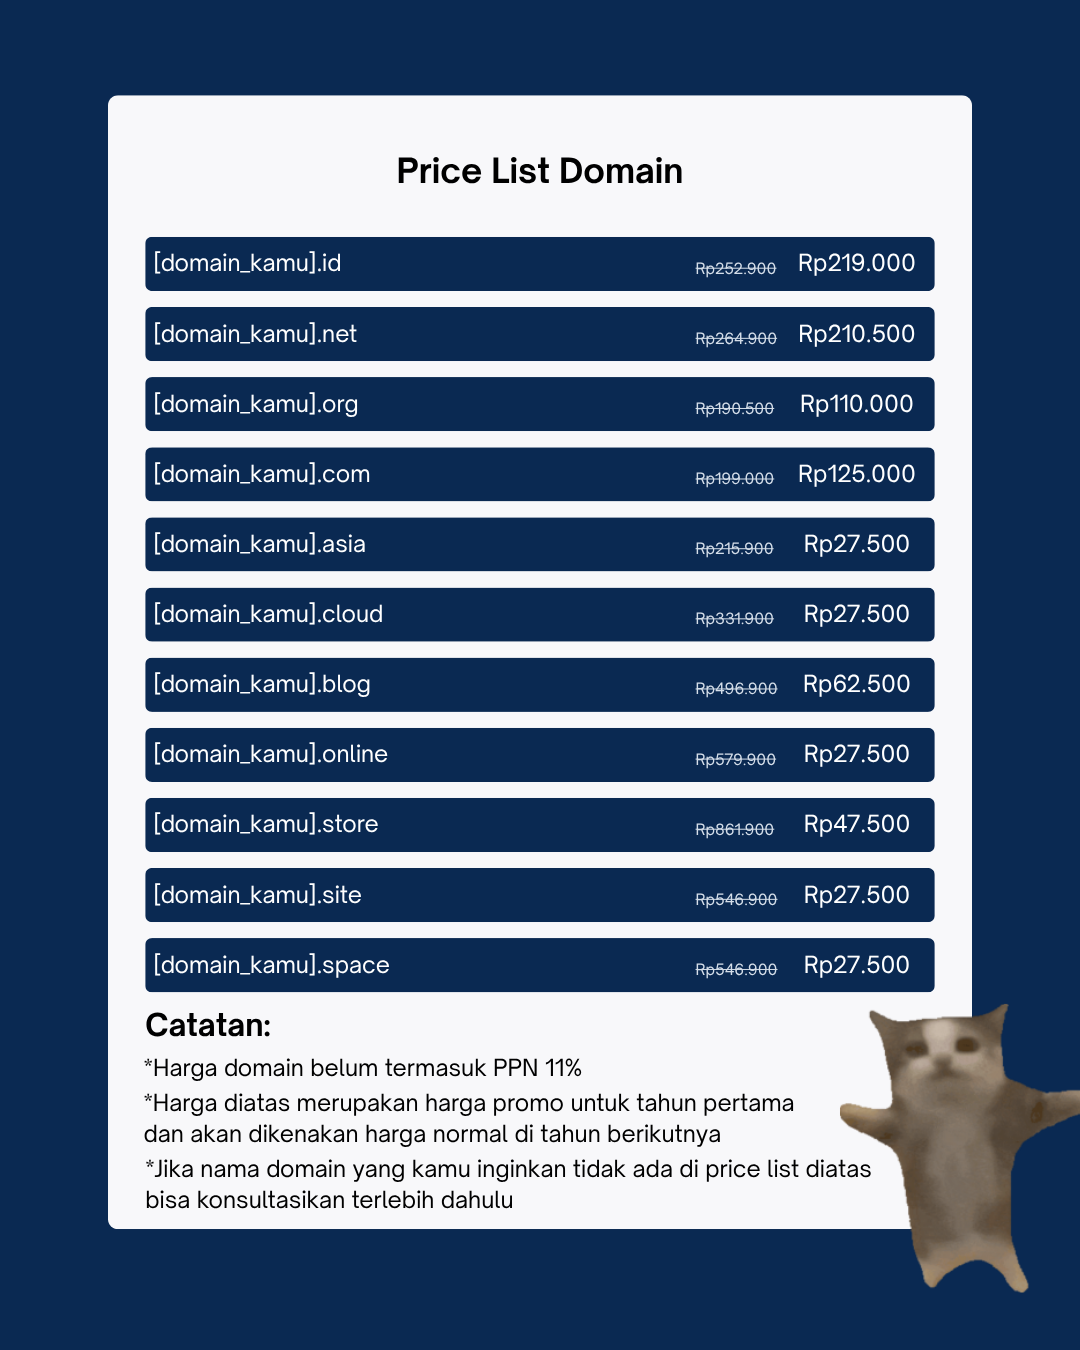 Price List Domain
[domain_kamu].id Rp252.900 Rp219.000
[domain_kamu].net Rp264.900 Rp210.500
[domain_kamu].org Rp190.500 Rp110.000
[domain_kamu].com Rp199.000 Rp125.000
[domain_kamu].asia Rp215.900 Rp27.500
[domain_kamu].cloud Rp331.900 Rp27.500
[domain_kamu].blog Rp496.900 Rp62.500
[domain_kamu].online Rp579.900 Rp27.500
[domain_kamu].store Rp861.900 Rp47.500
[domain_kamu].site Rp546.900 Rp27.500
[domain_kamu].space Rp546.900 Rp27.500
Catatan:
*Harga domain belum termasuk PPN 11%
*Harga diatas merupakan harga promo untuk tahun pertama
dan akan dikenakan harga normal di tahun berikutnya
*Jika nama domain yang kamu inginkan tidak ada di price list diatas
bisa konsultasikan terlebih dahulu